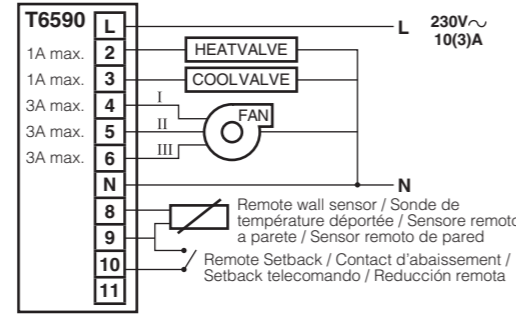 T6590
L
L 230V~
10(3)A
1A max. 2 HEATVALVE
1A max. 3 COOLVALVE
3A max. 4 I FAN
3A max. 5 II
3A max. 6 III
N
N
8
9
10
11
Remote wall sensor / Sonde de
température déportée / Sensore remoto
a parete / Sensor remoto de pared
Remote Setback / Contact d'abaissement /
Setback telecomando / Reducción remota